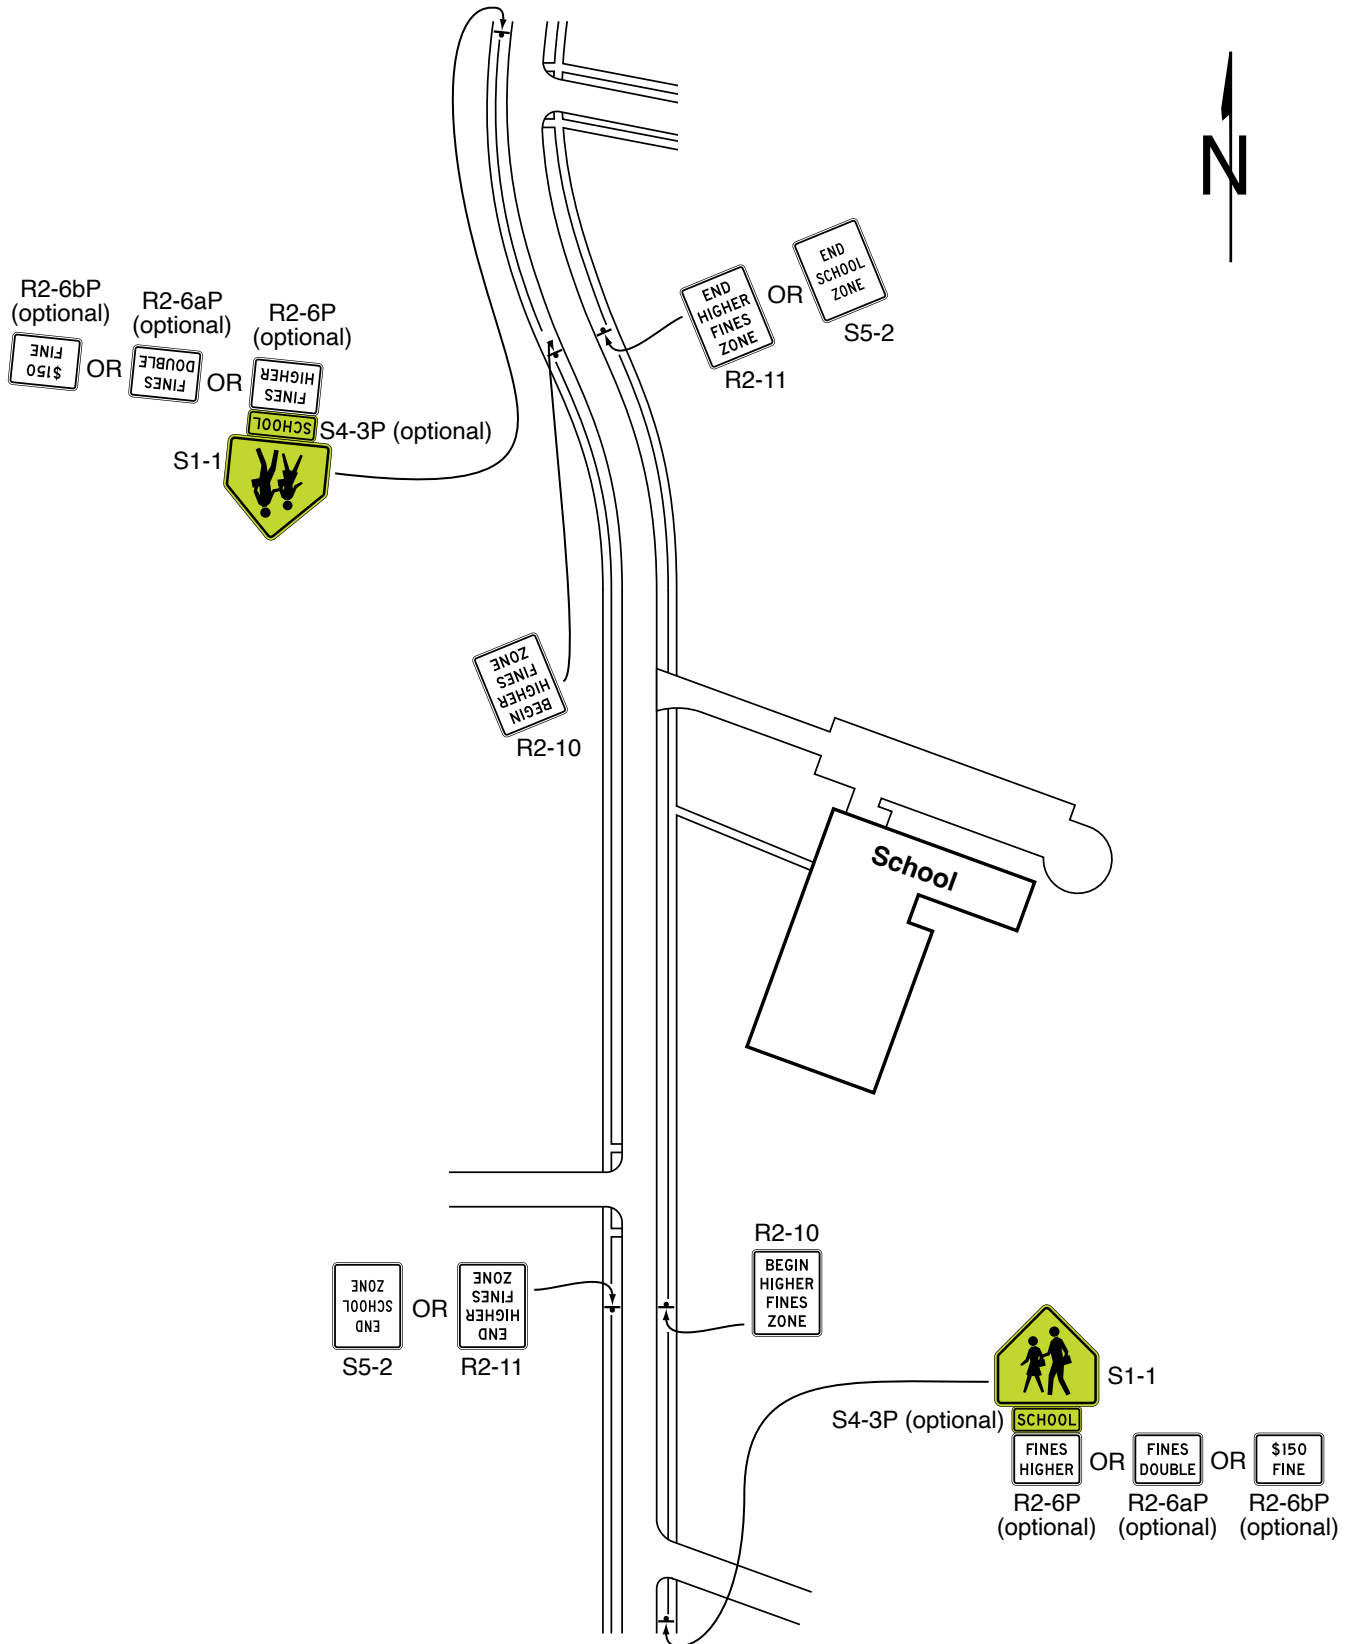 N
END
SCHOOL
ZONE
S5-2
END
HIGHER
FINES
ZONE
OR
R2-11
R2-6bP
(optional)
R2-6aP
(optional)
R2-6P
(optional)
$150
FINE
OR
FINES
DOUBLE
OR
FINES
HIGHER
SCHOOL
S4-3P (optional)
S1-1
BEGIN
HIGHER
FINES
ZONE
R2-10
School
R2-10
BEGIN
HIGHER
FINES
ZONE
END
SCHOOL
ZONE
OR
END
HIGHER
FINES
ZONE
S5-2
R2-11
S1-1
S4-3P (optional)
SCHOOL
FINES
HIGHER
OR
FINES
DOUBLE
OR
$150
FINE
R2-6P
(optional)
R2-6aP
(optional)
R2-6bP
(optional)